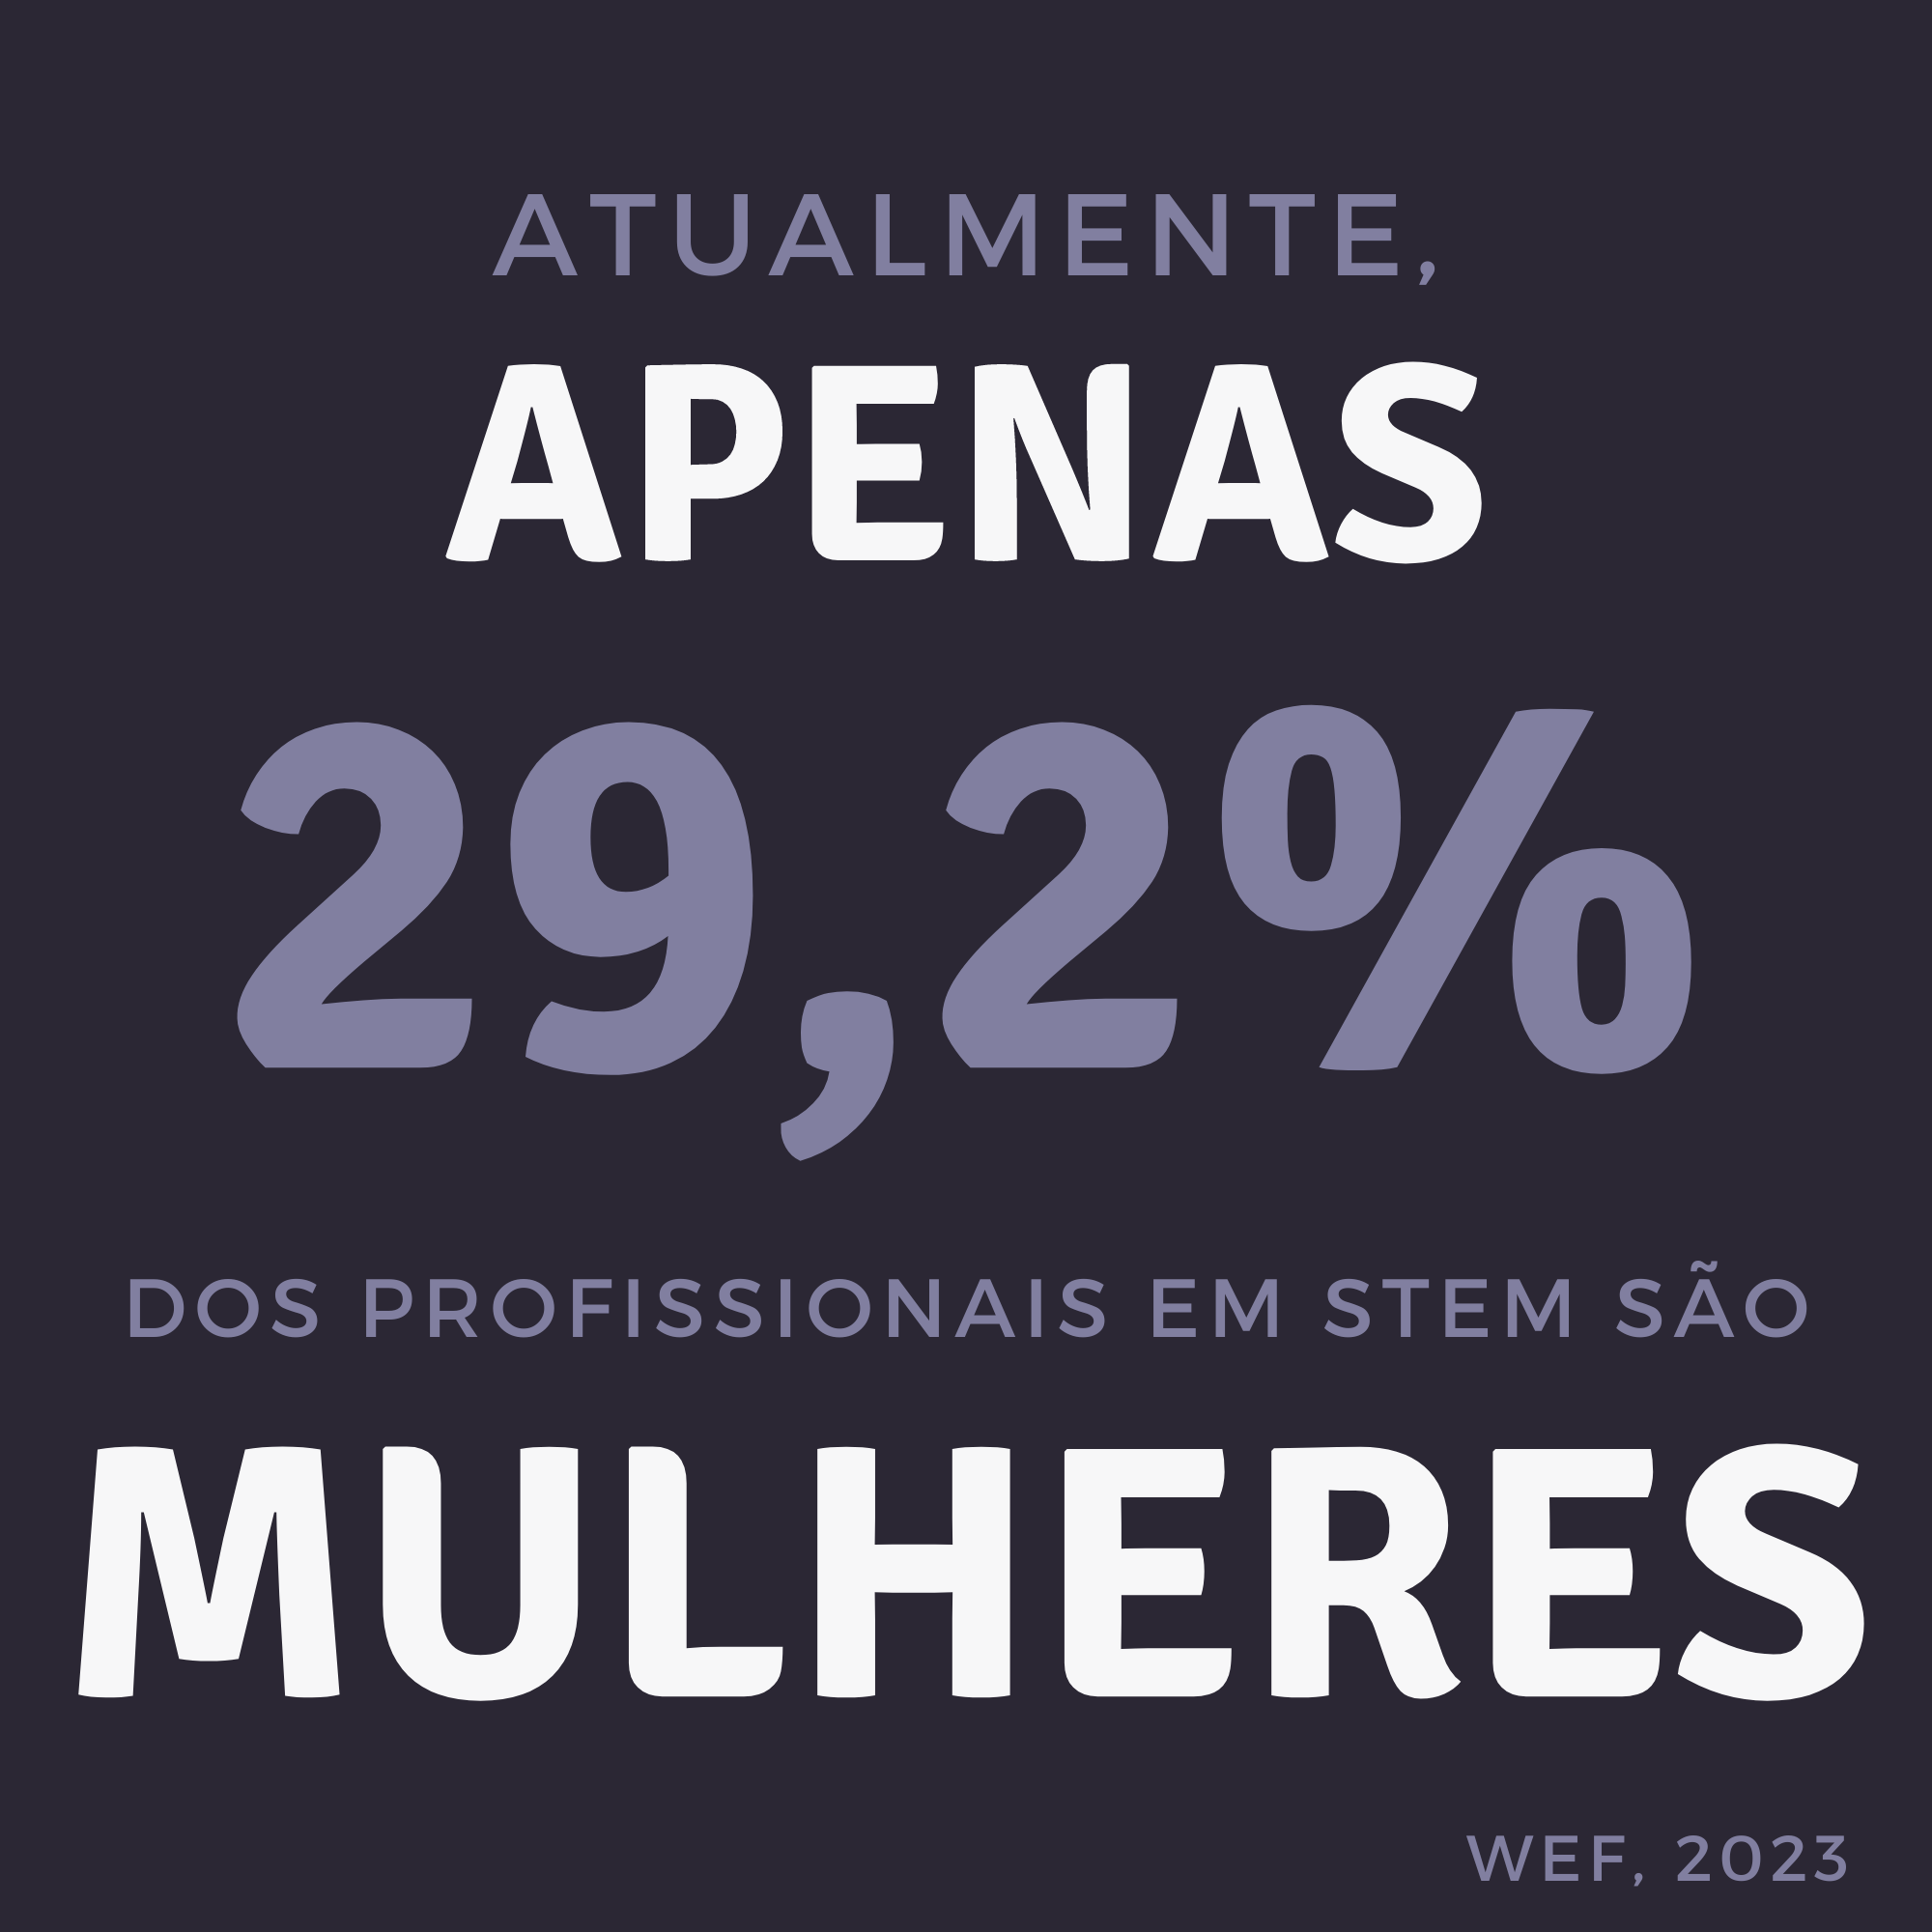 ATUALMENTE,
APENAS
29,2%
DOS PROFISSIONAIS EM STEM SÃO
MULHERES
WEF, 2023